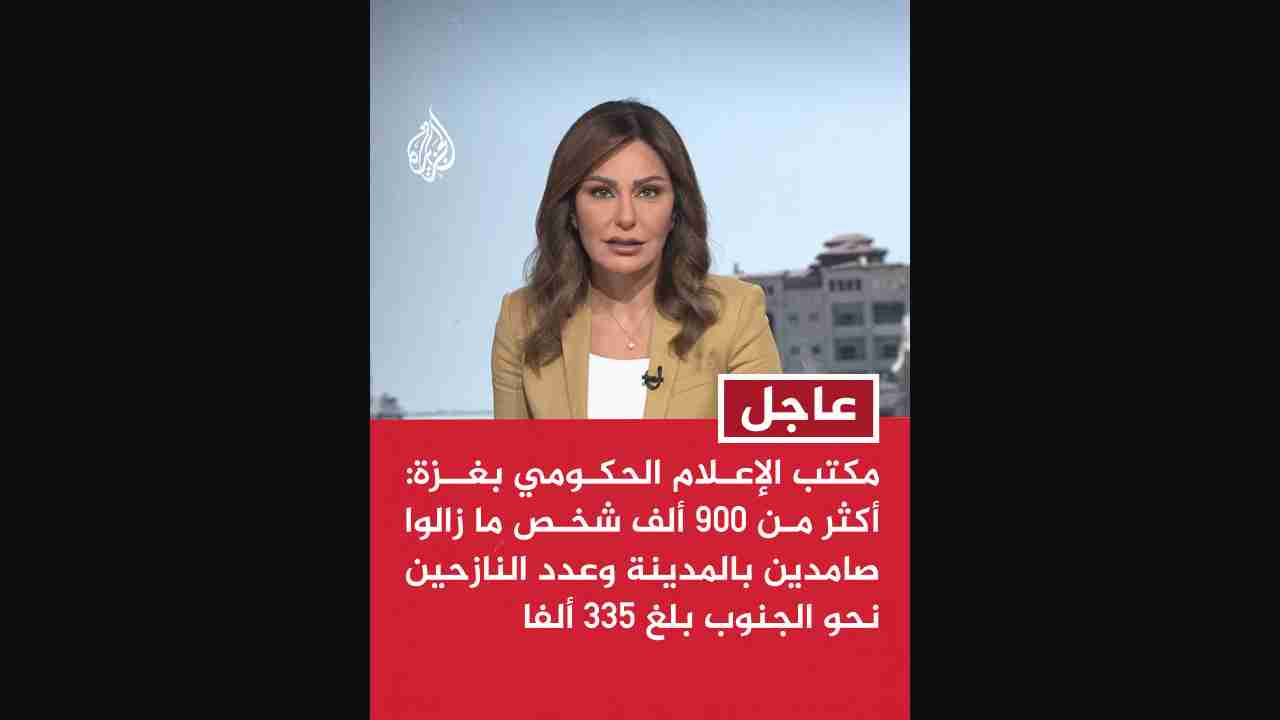 الجزيرة
عاجل
مكتب الإعلام الحكومي بغزة:
أكثر من 900 ألف شخص ما زالوا
صامدين بالمدينة وعدد النازحين
نحو الجنوب بلغ 335 ألفا